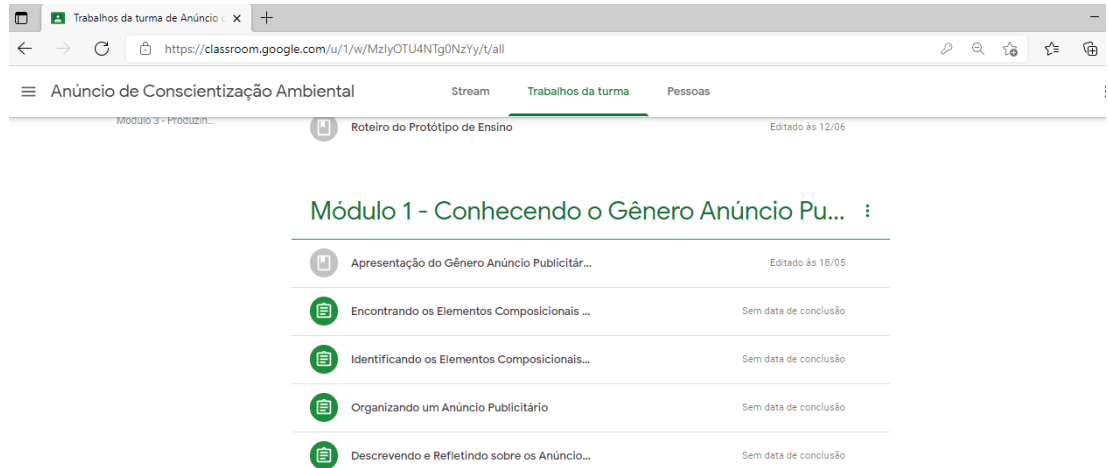 Trabalhos da turma de Anúncio c
https://classroom.google.com/u/1/w/MzIyOTU4NTg0NzYy/t/all
Anúncio de Conscientização Ambiental
Stream
Trabalhos da turma
Pessoas
Módulo 3 - Produzin...
Roteiro do Protótipo de Ensino
Editado às 12/06
Módulo 1 - Conhecendo o Gênero Anúncio Pu...
Apresentação do Gênero Anúncio Publicitár...
Editado às 18/05
Encontrando os Elementos Composicionais ...
Sem data de conclusão
Identificando os Elementos Composicionais...
Sem data de conclusão
Organizando um Anúncio Publicitário
Sem data de conclusão
Descrevendo e Refletindo sobre os Anúncio...
Sem data de conclusão